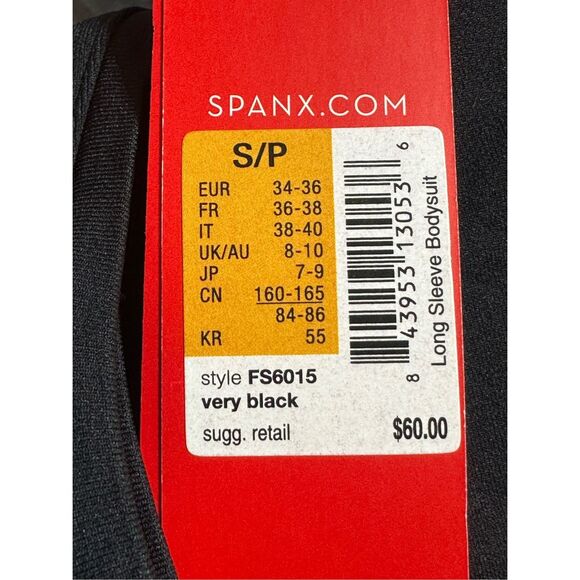 SPANX.COM
S/P
EUR 34-36
FR 36-38
IT 38-40
UK/AU 8-10
JP 7-9
CN 160-165
84-86
KR 55
style FS6015
very black
sugg. retail $60.00
8 43953 13053 6
Long Sleeve Bodysuit